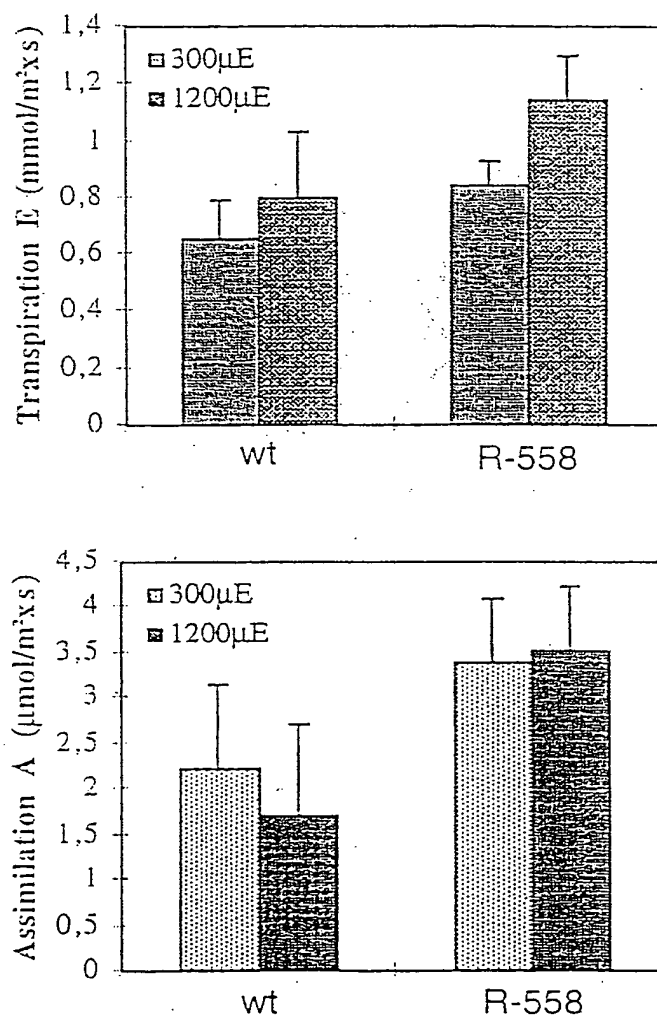 Transpiration E (mmol/m²xs)
1,4
1,2
1
0,8
0,6
0,4
0,2
0
300µE
1200µE
wt
R-558
Assimilation A (µmol/m²xs)
4,5
4
3,5
3
2,5
2
1,5
1
0,5
0
300µE
1200µE
wt
R-558